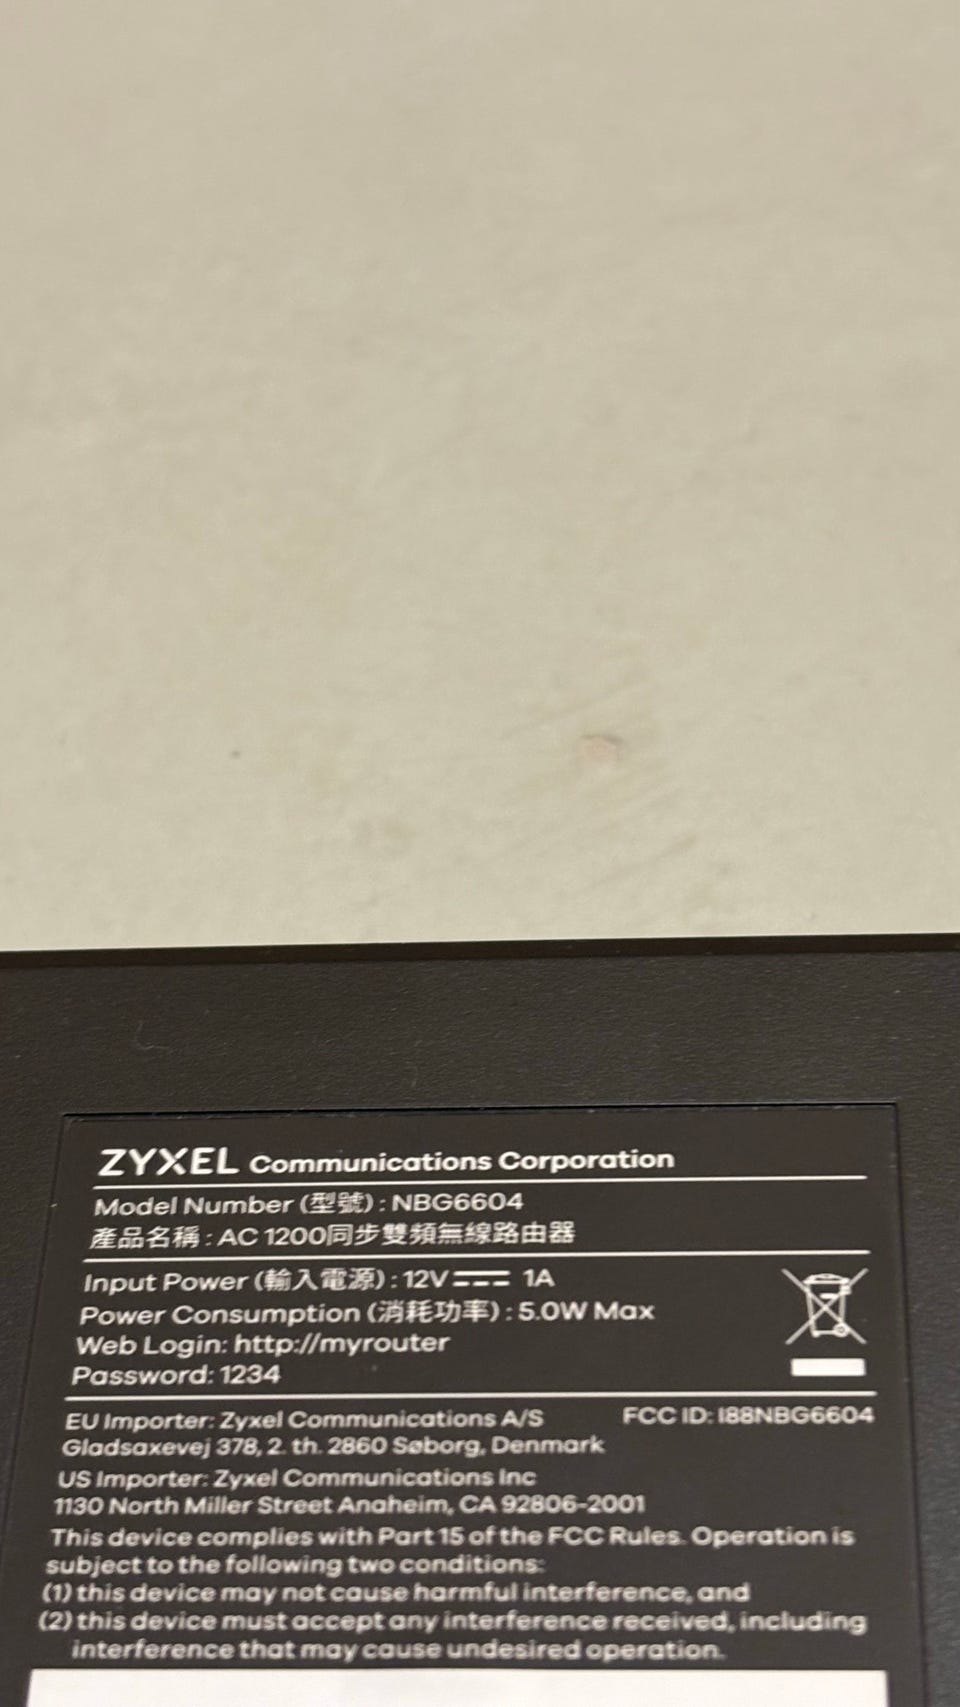 ZYXEL Communications Corporation
Model Number (型號) : NBG6604
產品名稱 : AC 1200同步雙頻無線路由器
Input Power (輸入電源) : 12V 1A
Power Consumption (消耗功率) : 5.0W Max
Web Login: http://myrouter
Password: 1234
EU Importer: Zyxel Communications A/S FCC ID: I88NBG6604
Gladsaxevej 378, 2. th. 2860 Søborg, Denmark
US Importer: Zyxel Communications Inc
1130 North Miller Street Anaheim, CA 92806-2001
This device complies with Part 15 of the FCC Rules. Operation is
subject to the following two conditions:
(1) this device may not cause harmful interference, and
(2) this device must accept any interference received, including
interference that may cause undesired operation.